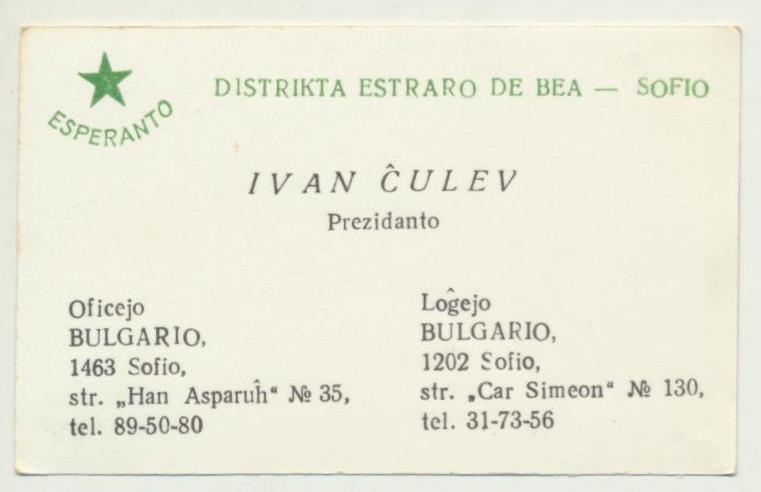 ESPERANTO
DISTRIKTA ESTRARO DE BEA — SOFIO
IVAN ĈULEV
Prezidanto
Oficejo
BULGARIO,
1463 Sofio,
str. „Han Asparuĥ“ № 35,
tel. 89-50-80
Loĝejo
BULGARIO,
1202 Sofio,
str. „Car Simeon“ № 130,
tel. 31-73-56